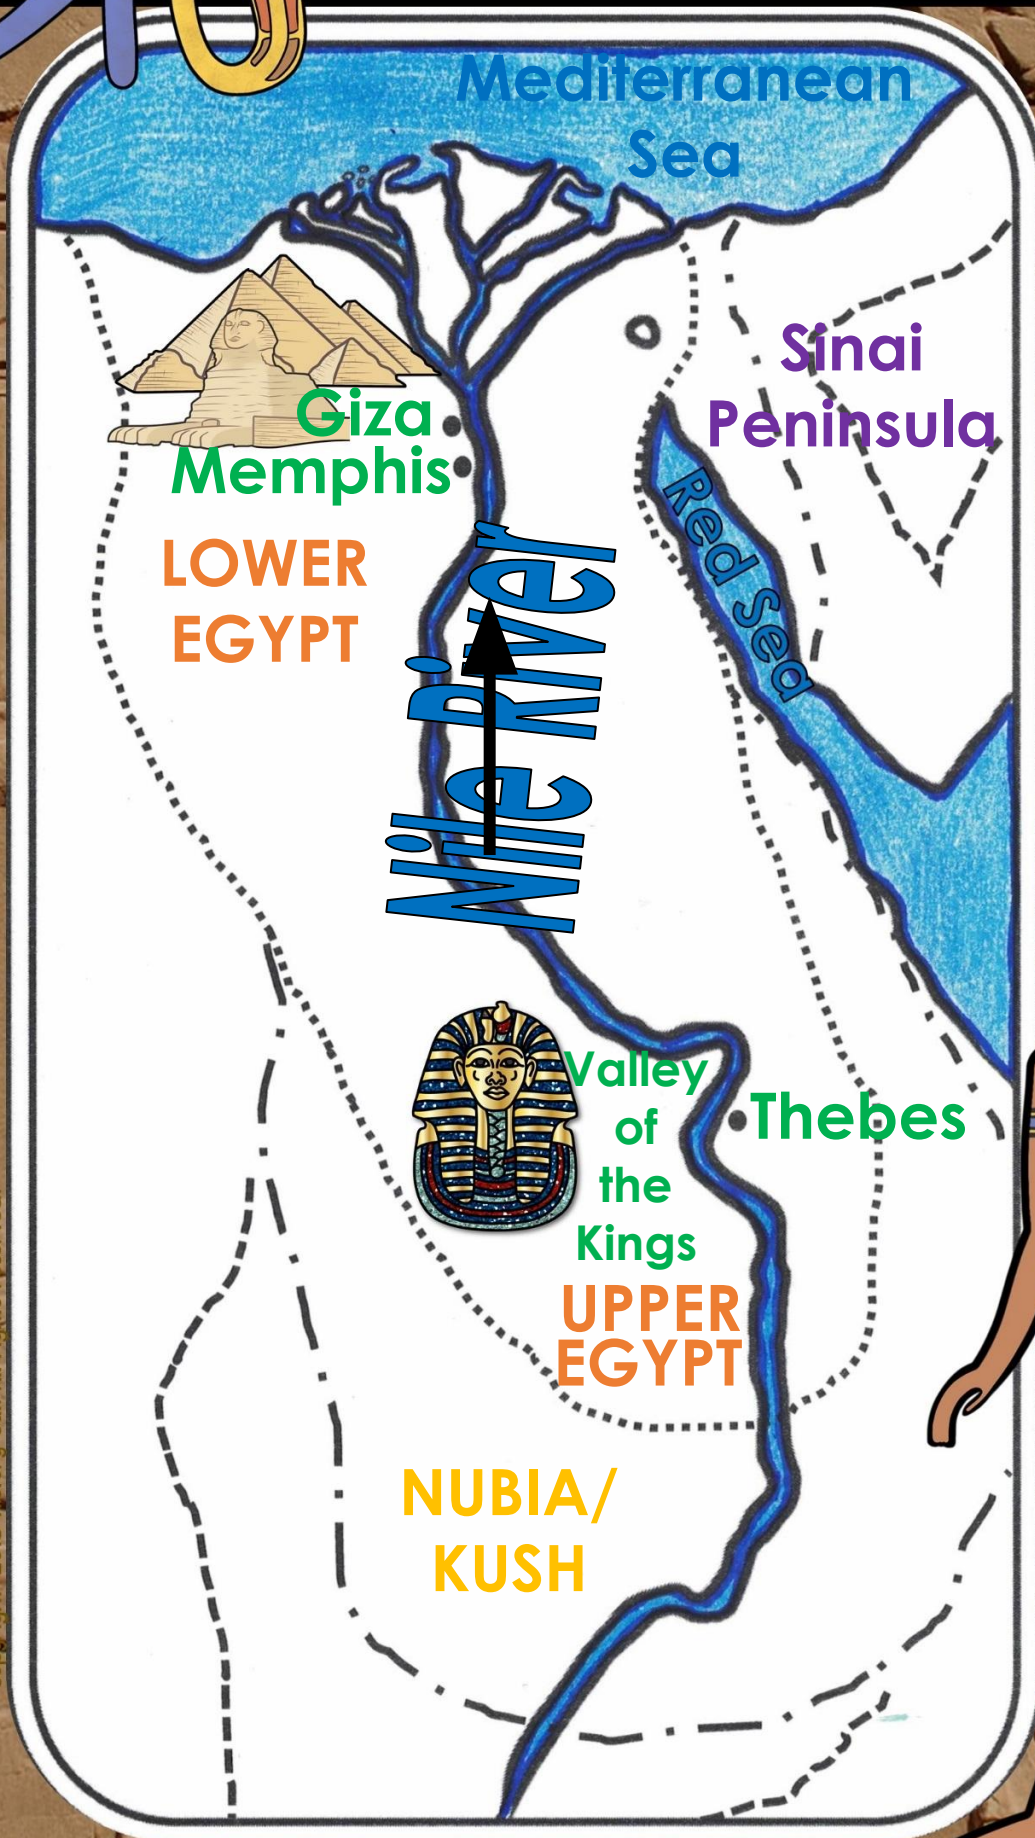 Mediterranean
Sea
Sinai
Peninsula
Giza
Memphis
Red Sea
LOWER
EGYPT
Nile River
Valley
of
the
Kings
Thebes
UPPER
EGYPT
NUBIA/
KUSH